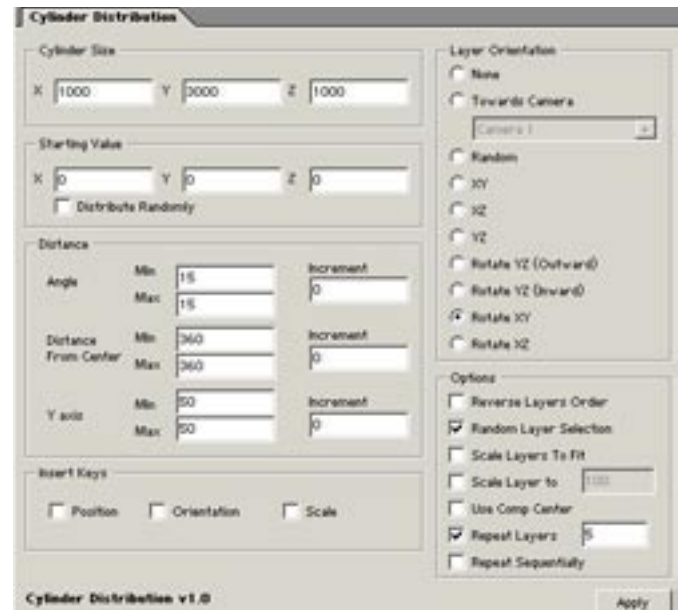 Cylinder Distribution
Cylinder Size
X 1000 Y 3000 Z 1000
Starting Value
X 0 Y 0 Z 0
Distribute Randomly
Distance
Angle Min 15 Increment 0
Max 15
Distance From Center Min 360 Increment 0
Max 360
Y axis Min 50 Increment 0
Max 50
Insert Keys
Position Orientation Scale
Cylinder Distribution v1.0
Layer Orientation
None
Towards Camera
Camera 1
Random
XY
XZ
YZ
Rotate YZ (Outward)
Rotate YZ (Inward)
Rotate XY
Rotate XZ
Options
Reverse Layers Order
Random Layer Selection
Scale Layers To Fit
Scale Layer to 100
Use Comp Center
Repeat Layers 5
Repeat Sequentially
Apply